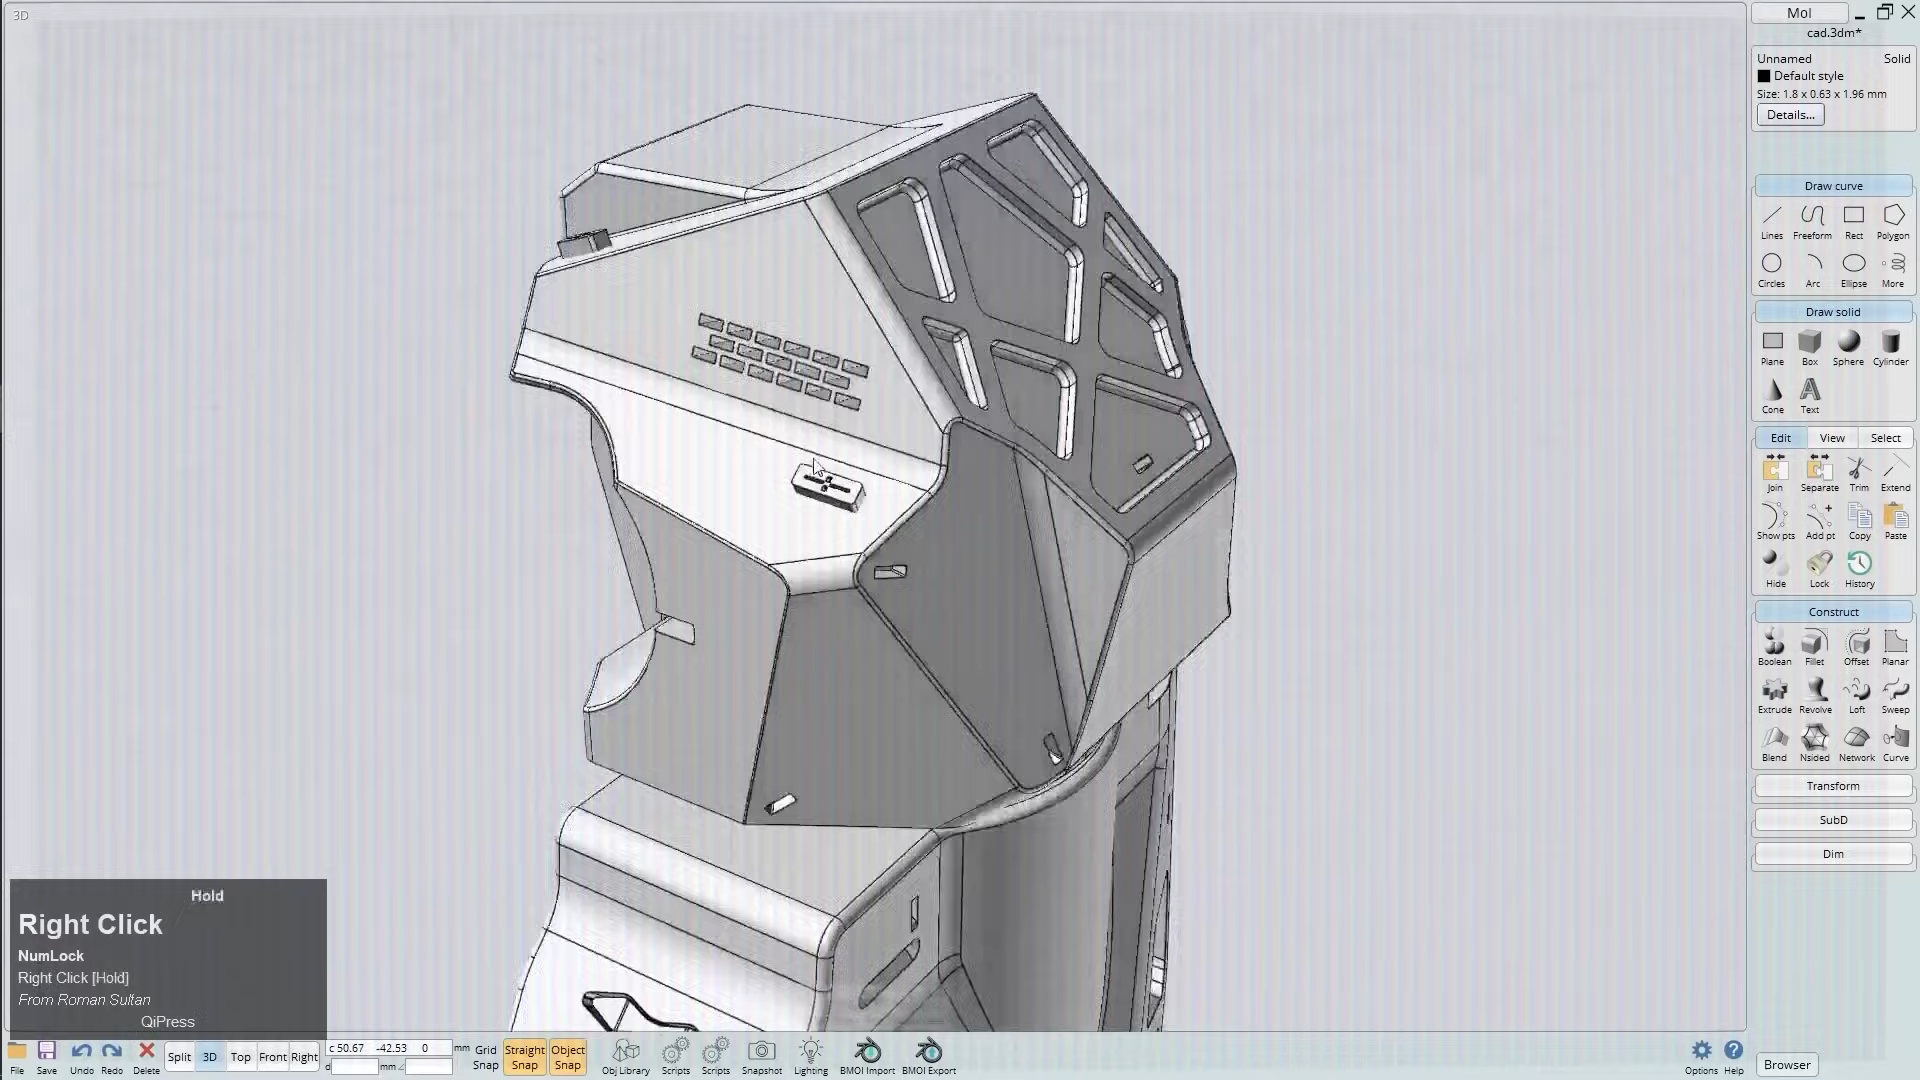 3D
MoI
cad.3dm*
Unnamed Solid
Default style
Size: 1.8 x 0.63 x 1.96 mm
Details...
Draw curve
Lines Freeform Rect Polygon
Circles Arc Ellipse More
Draw solid
Plane Box Sphere Cylinder
Cone Text
Edit View Select
Join Separate Trim Extend
Show pts Add pt Copy Paste
Hide Lock History
Construct
Boolean Fillet Offset Planar
Extrude Revolve Loft Sweep
Blend Nsided Network Curve
Transform
SubD
Dim
Hold
Right Click
NumLock
Right Click [Hold]
From Roman Sultan
QiPress
File Save Undo Redo Delete
Split 3D Top Front Right
c 50.67 -42.53 0 mm
d mm
Grid Snap
Straight Snap
Object Snap
Obj Library Scripts Scripts Snapshot Lighting BMOI Import BMOI Export
Options Help
Browser